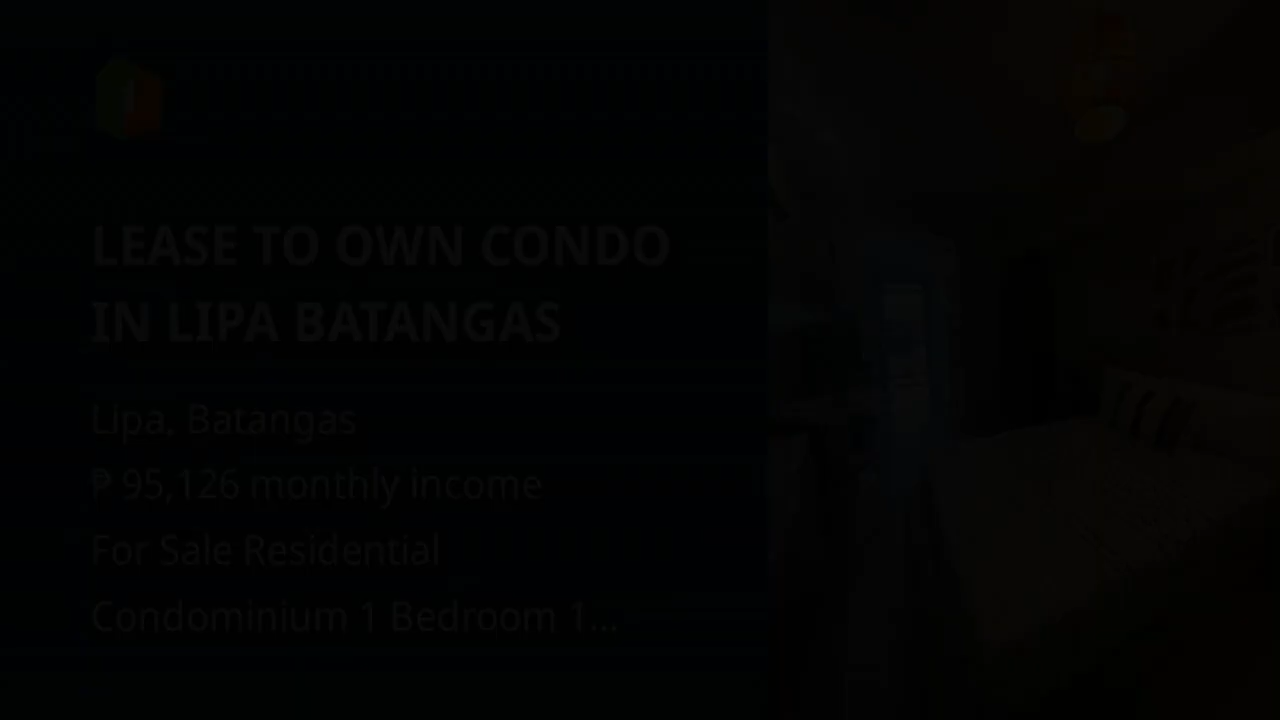 LEASE TO OWN CONDO
IN LIPA BATANGAS
Lipa, Batangas
₱ 95,126 monthly income
For Sale Residential
Condominium 1 Bedroom 1...